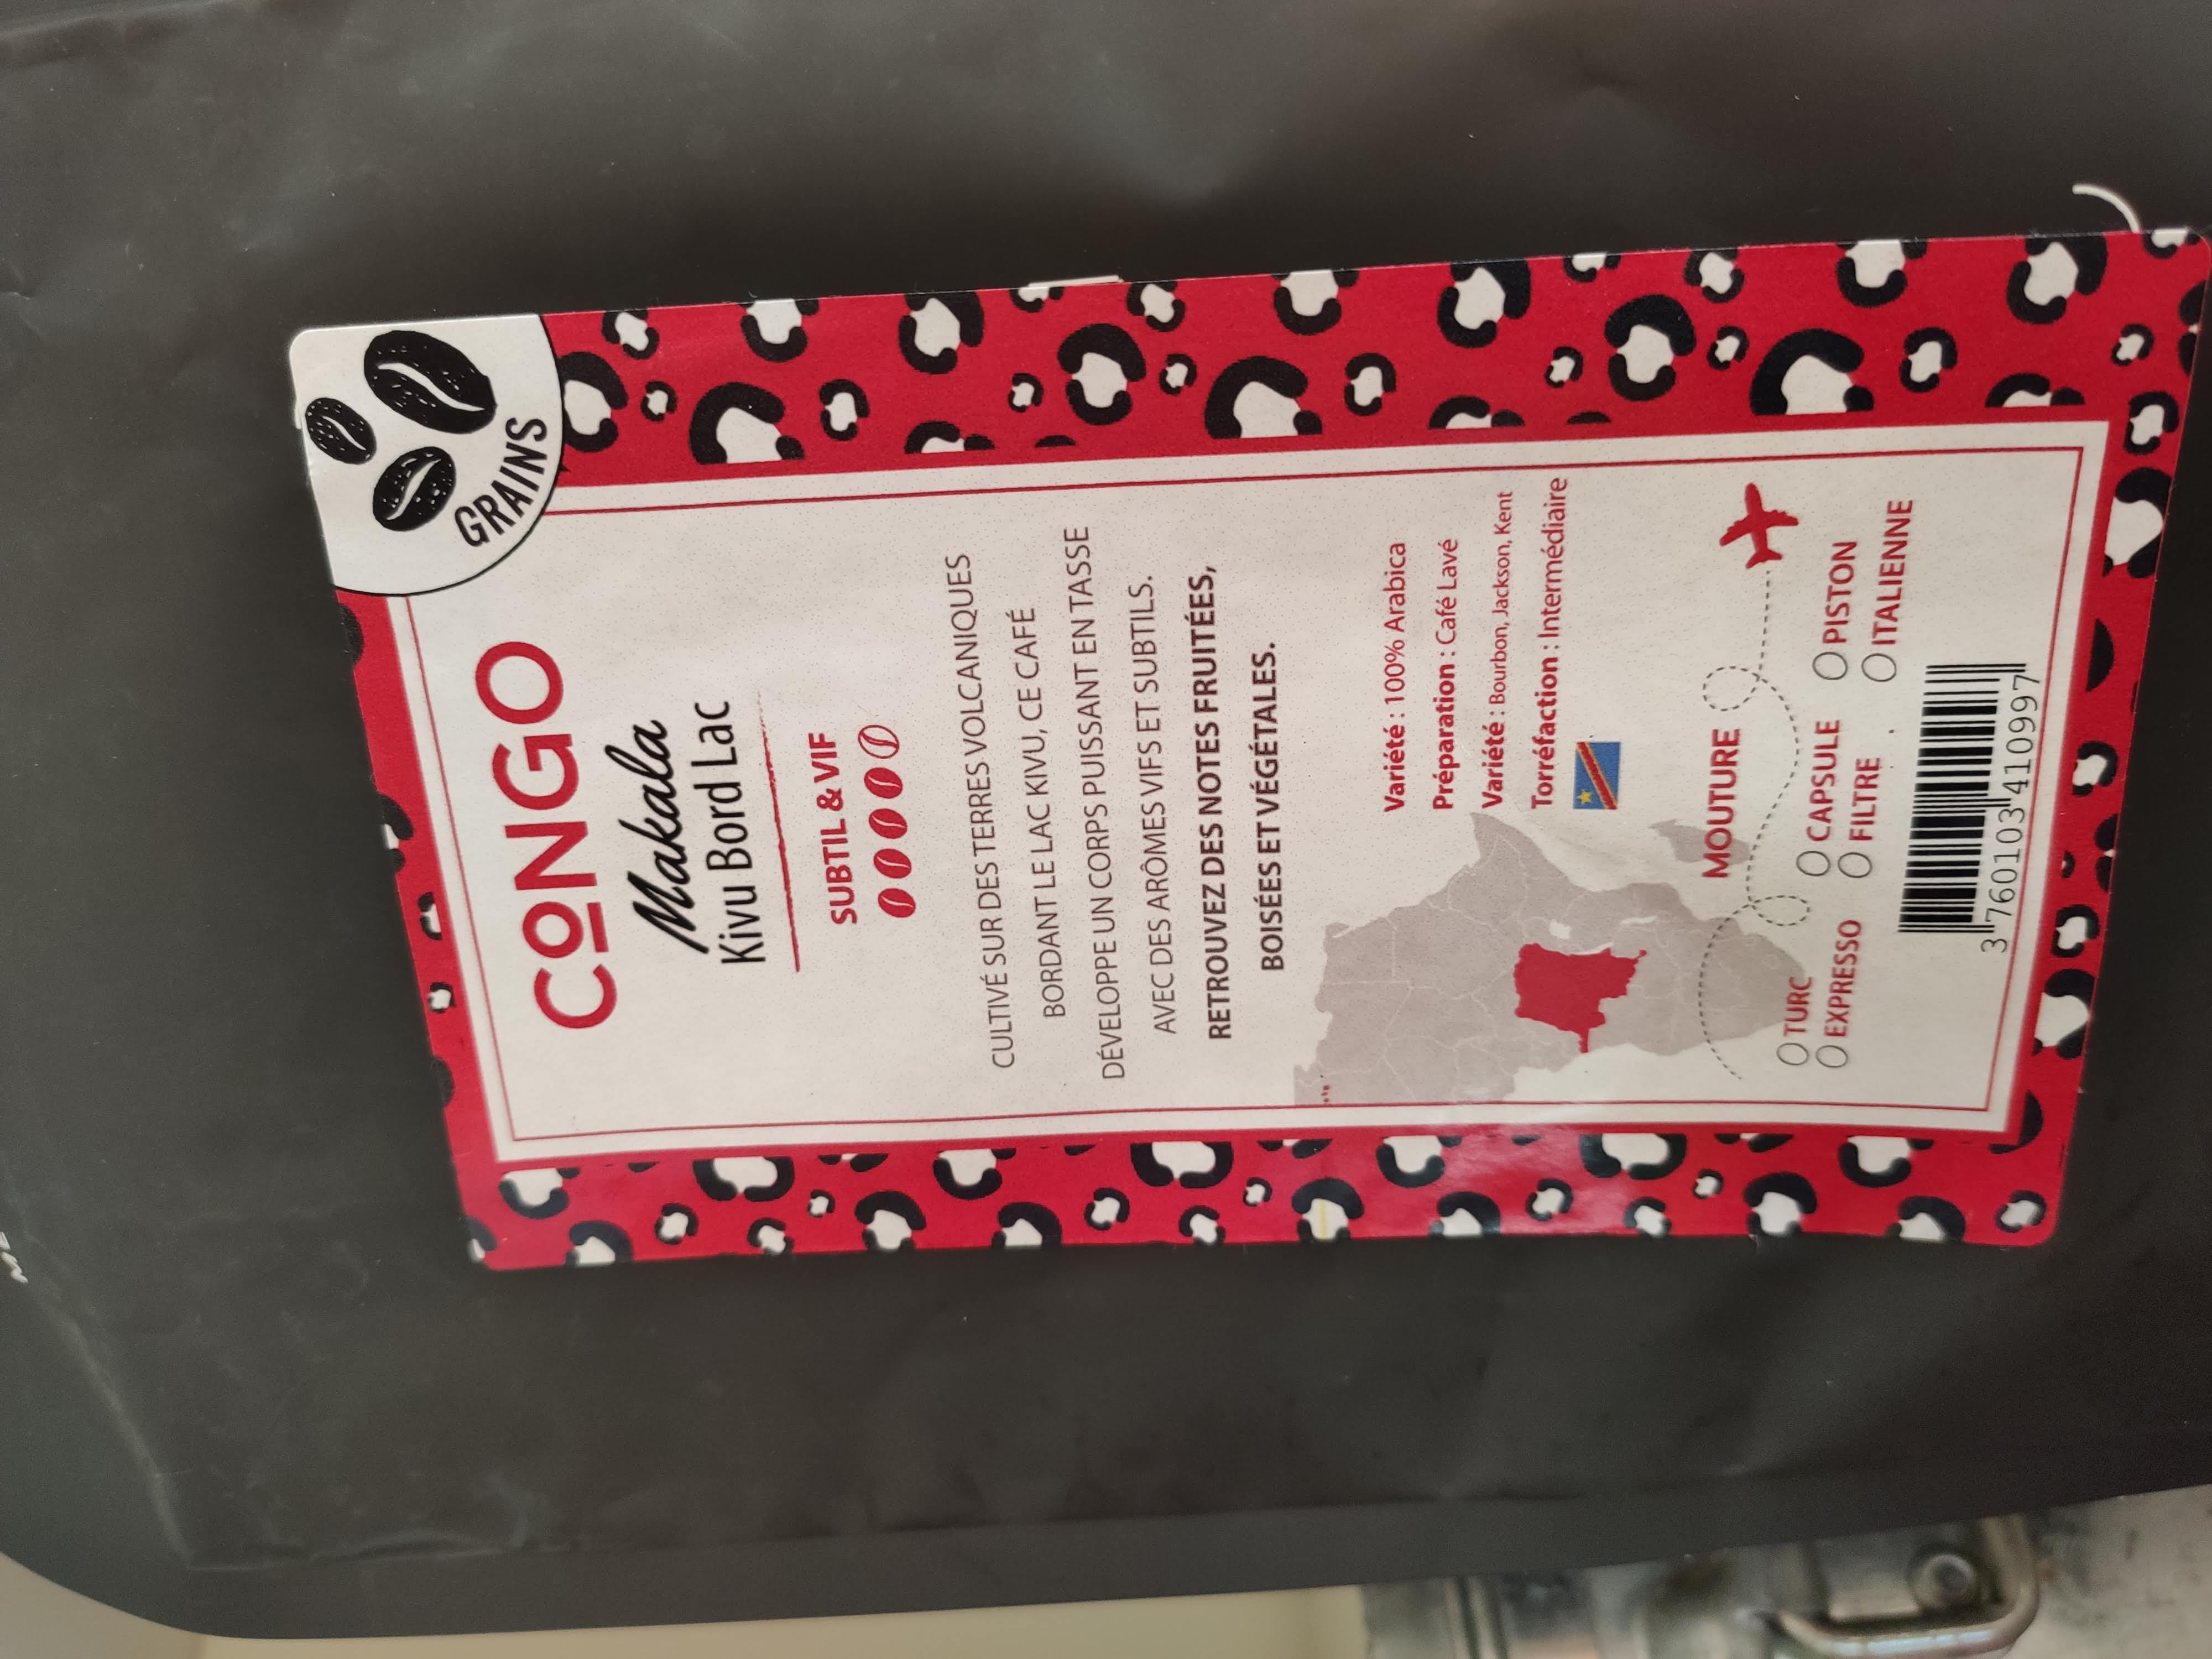 GRAINS
CONGO
Makala
Kivu Bord Lac
SUBTIL & VIF
CULTIVÉ SUR DES TERRES VOLCANIQUES
BORDANT LE LAC KIVU, CE CAFÉ
DÉVELOPPE UN CORPS PUISSANT EN TASSE
AVEC DES ARÔMES VIFS ET SUBTILS.
RETROUVEZ DES NOTES FRUITÉES,
BOISÉES ET VÉGÉTALES.
Variété : 100% Arabica
Préparation : Café Lavé
Variété : Bourbon, Jackson, Kent
Torréfaction : Intermédiaire
MOUTURE
TURC CAPSULE PISTON
EXPRESSO FILTRE ITALIENNE
3 760103 410997